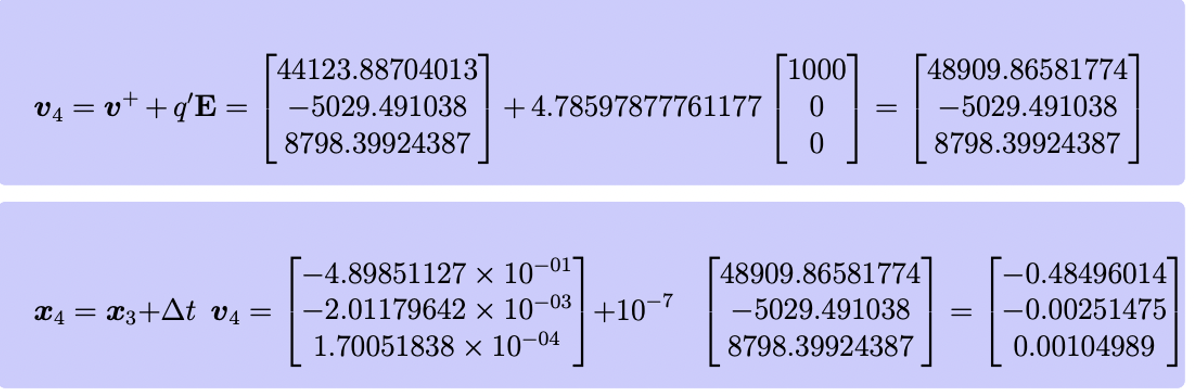 v₄ = v⁺ + q′E = [44123.88704013 −5029.491038 8798.39924387] + 4.78597877761177 [1000 0 0] = [48909.86581774 −5029.491038 8798.39924387]
x₄ = x₃+Δt v₄ = [−4.89851127 × 10⁻⁰¹ −2.01179642 × 10⁻⁰³ 1.70051838 × 10⁻⁰⁴] +10⁻⁷ [48909.86581774 −5029.491038 8798.39924387] = [−0.48496014 −0.00251475 0.00104989]